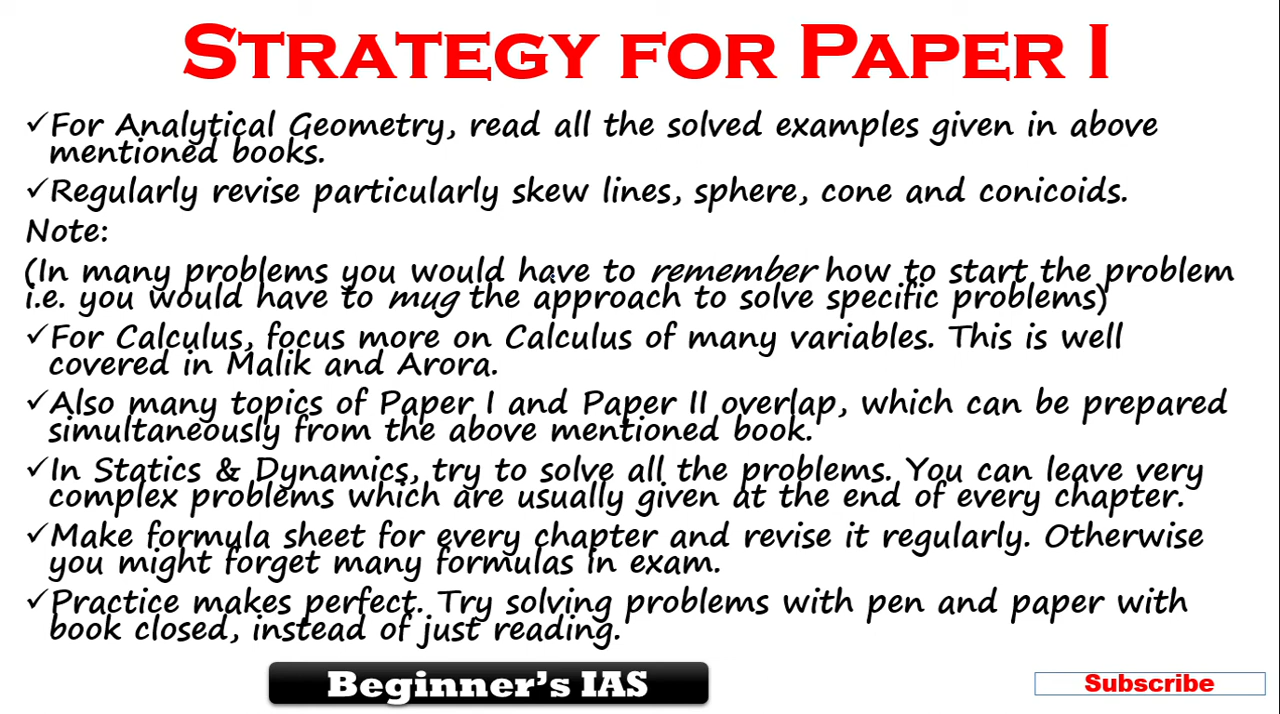 STRATEGY FOR PAPER I
✓For Analytical Geometry, read all the solved examples given in above
mentioned books.
✓Regularly revise particularly skew lines, sphere, cone and conicoids.
Note:
(In many problems you would have to remember how to start the problem
i.e. you would have to mug the approach to solve specific problems)
✓For Calculus, focus more on Calculus of many variables. This is well
covered in Malik and Arora.
✓Also many topics of Paper I and Paper II overlap, which can be prepared
simultaneously from the above mentioned book.
✓In Statics & Dynamics, try to solve all the problems. You can leave very
complex problems which are usually given at the end of every chapter.
✓Make formula sheet for every chapter and revise it regularly. Otherwise
you might forget many formulas in exam.
✓Practice makes perfect. Try solving problems with pen and paper with
book closed, instead of just reading.
Beginner's IAS
Subscribe